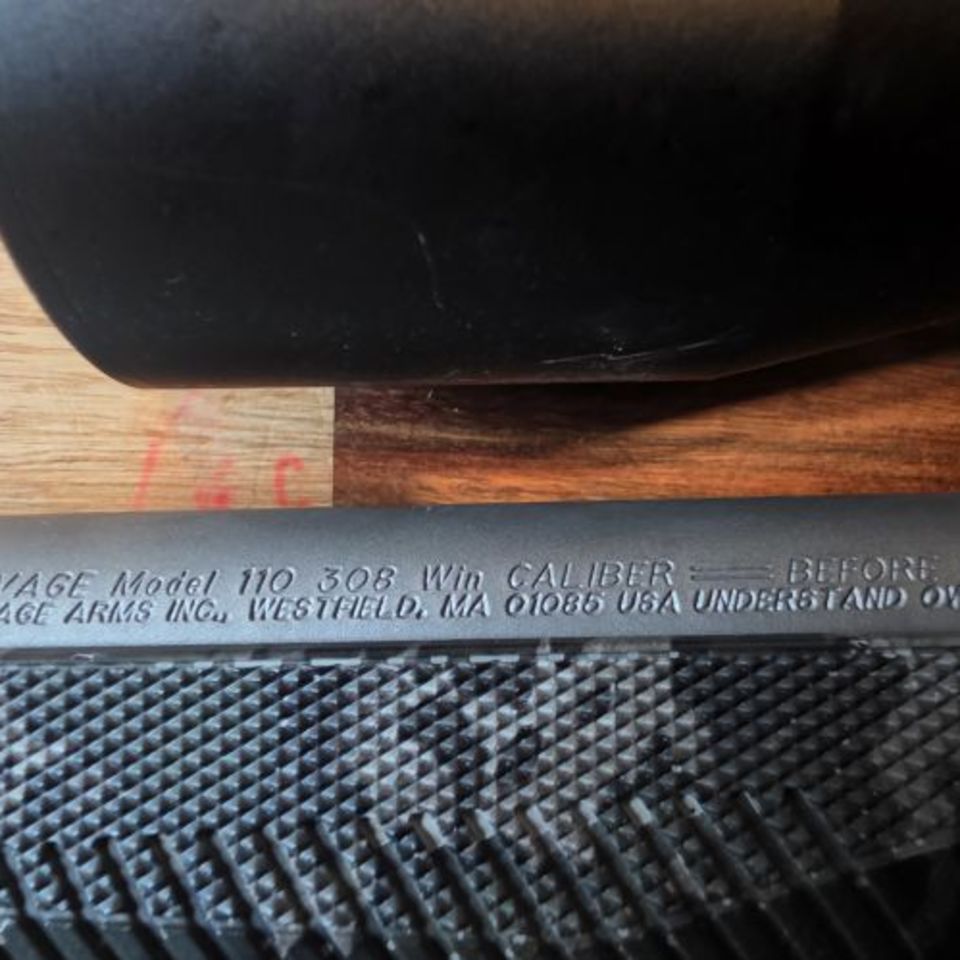 C
VAGE Model 110 308 Win CALIBER BEFORE
AGE ARMS INC., WESTFIELD, MA 01085 USA UNDERSTAND OW